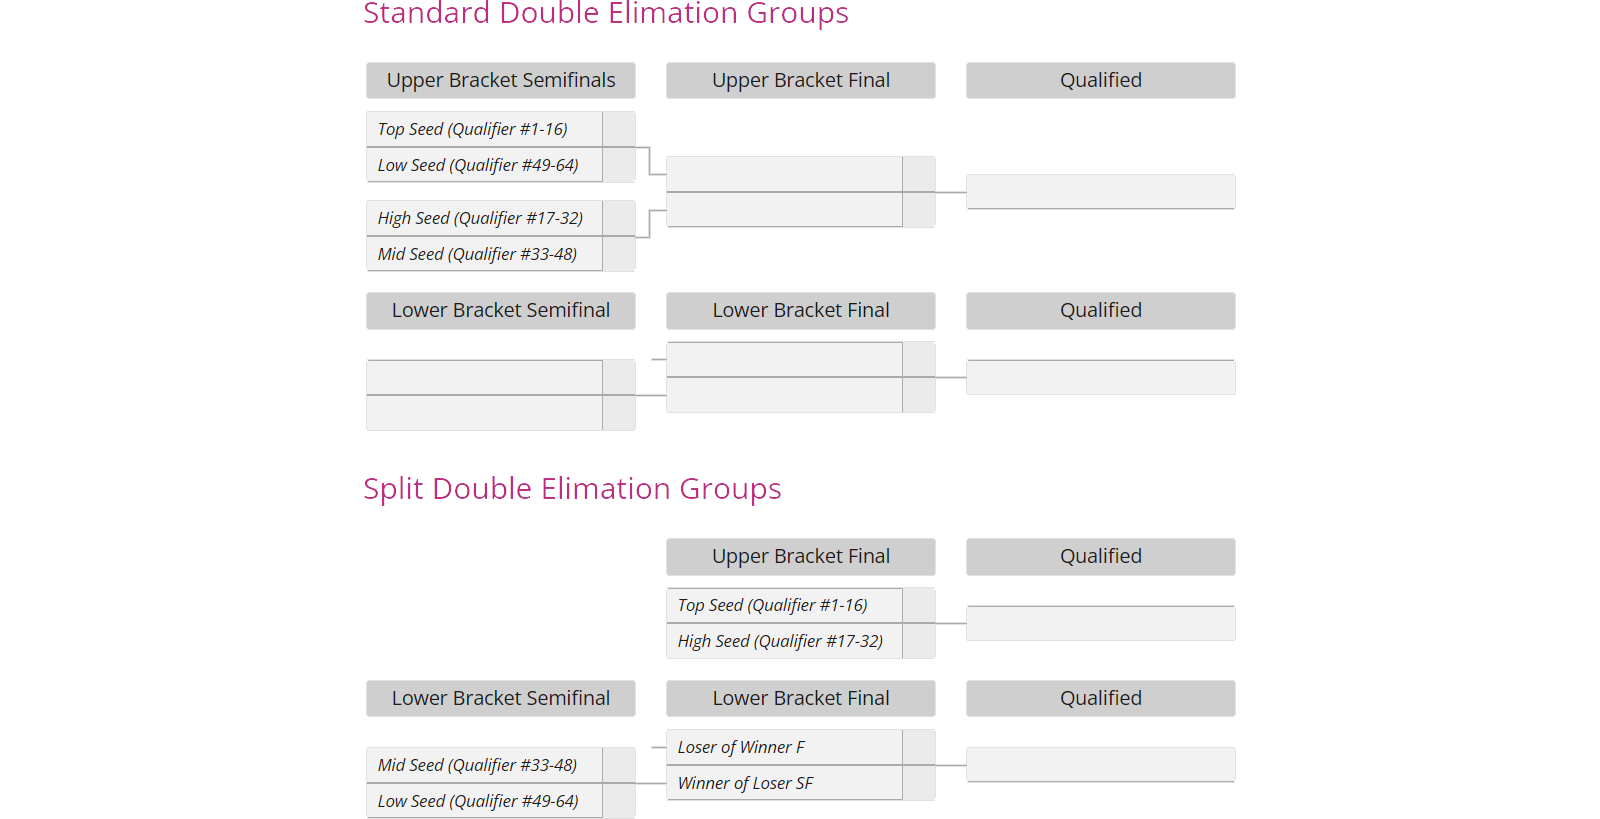 Standard Double Elimation Groups
Upper Bracket Semifinals
Upper Bracket Final
Qualified
Top Seed (Qualifier #1-16)
Low Seed (Qualifier #49-64)
High Seed (Qualifier #17-32)
Mid Seed (Qualifier #33-48)
Lower Bracket Semifinal
Lower Bracket Final
Qualified
Split Double Elimation Groups
Upper Bracket Final
Qualified
Top Seed (Qualifier #1-16)
High Seed (Qualifier #17-32)
Lower Bracket Semifinal
Lower Bracket Final
Qualified
Loser of Winner F
Mid Seed (Qualifier #33-48)
Winner of Loser SF
Low Seed (Qualifier #49-64)